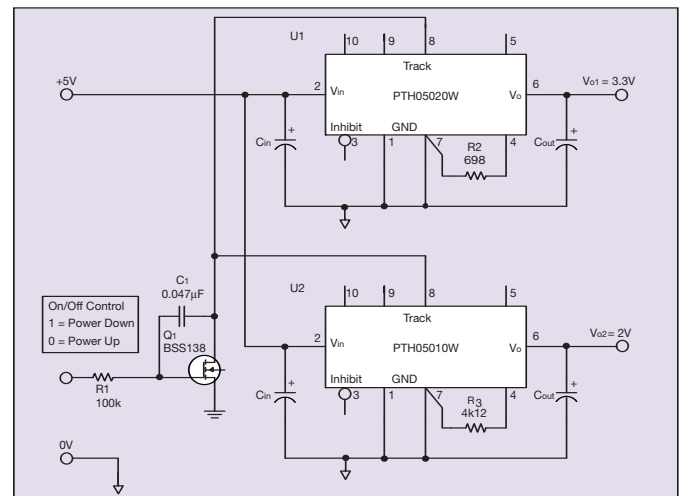 U1
10
9
8
5
Track
+5V
2
Vin
PTH05020W
Vo
6
Vo1 = 3.3V
Inhibit
GND
Cin
+
3
1
7
R2
698
4
Cout
+
C1
0.047µF
U2
10
9
8
5
Track
On/Off Control
1 = Power Down
0 = Power Up
Q1
BSS138
2
Vin
PTH05010W
Vo
6
Vo2 = 2V
Inhibit
GND
R1
100k
Cin
+
3
1
7
R3
4k12
4
Cout
+
0V